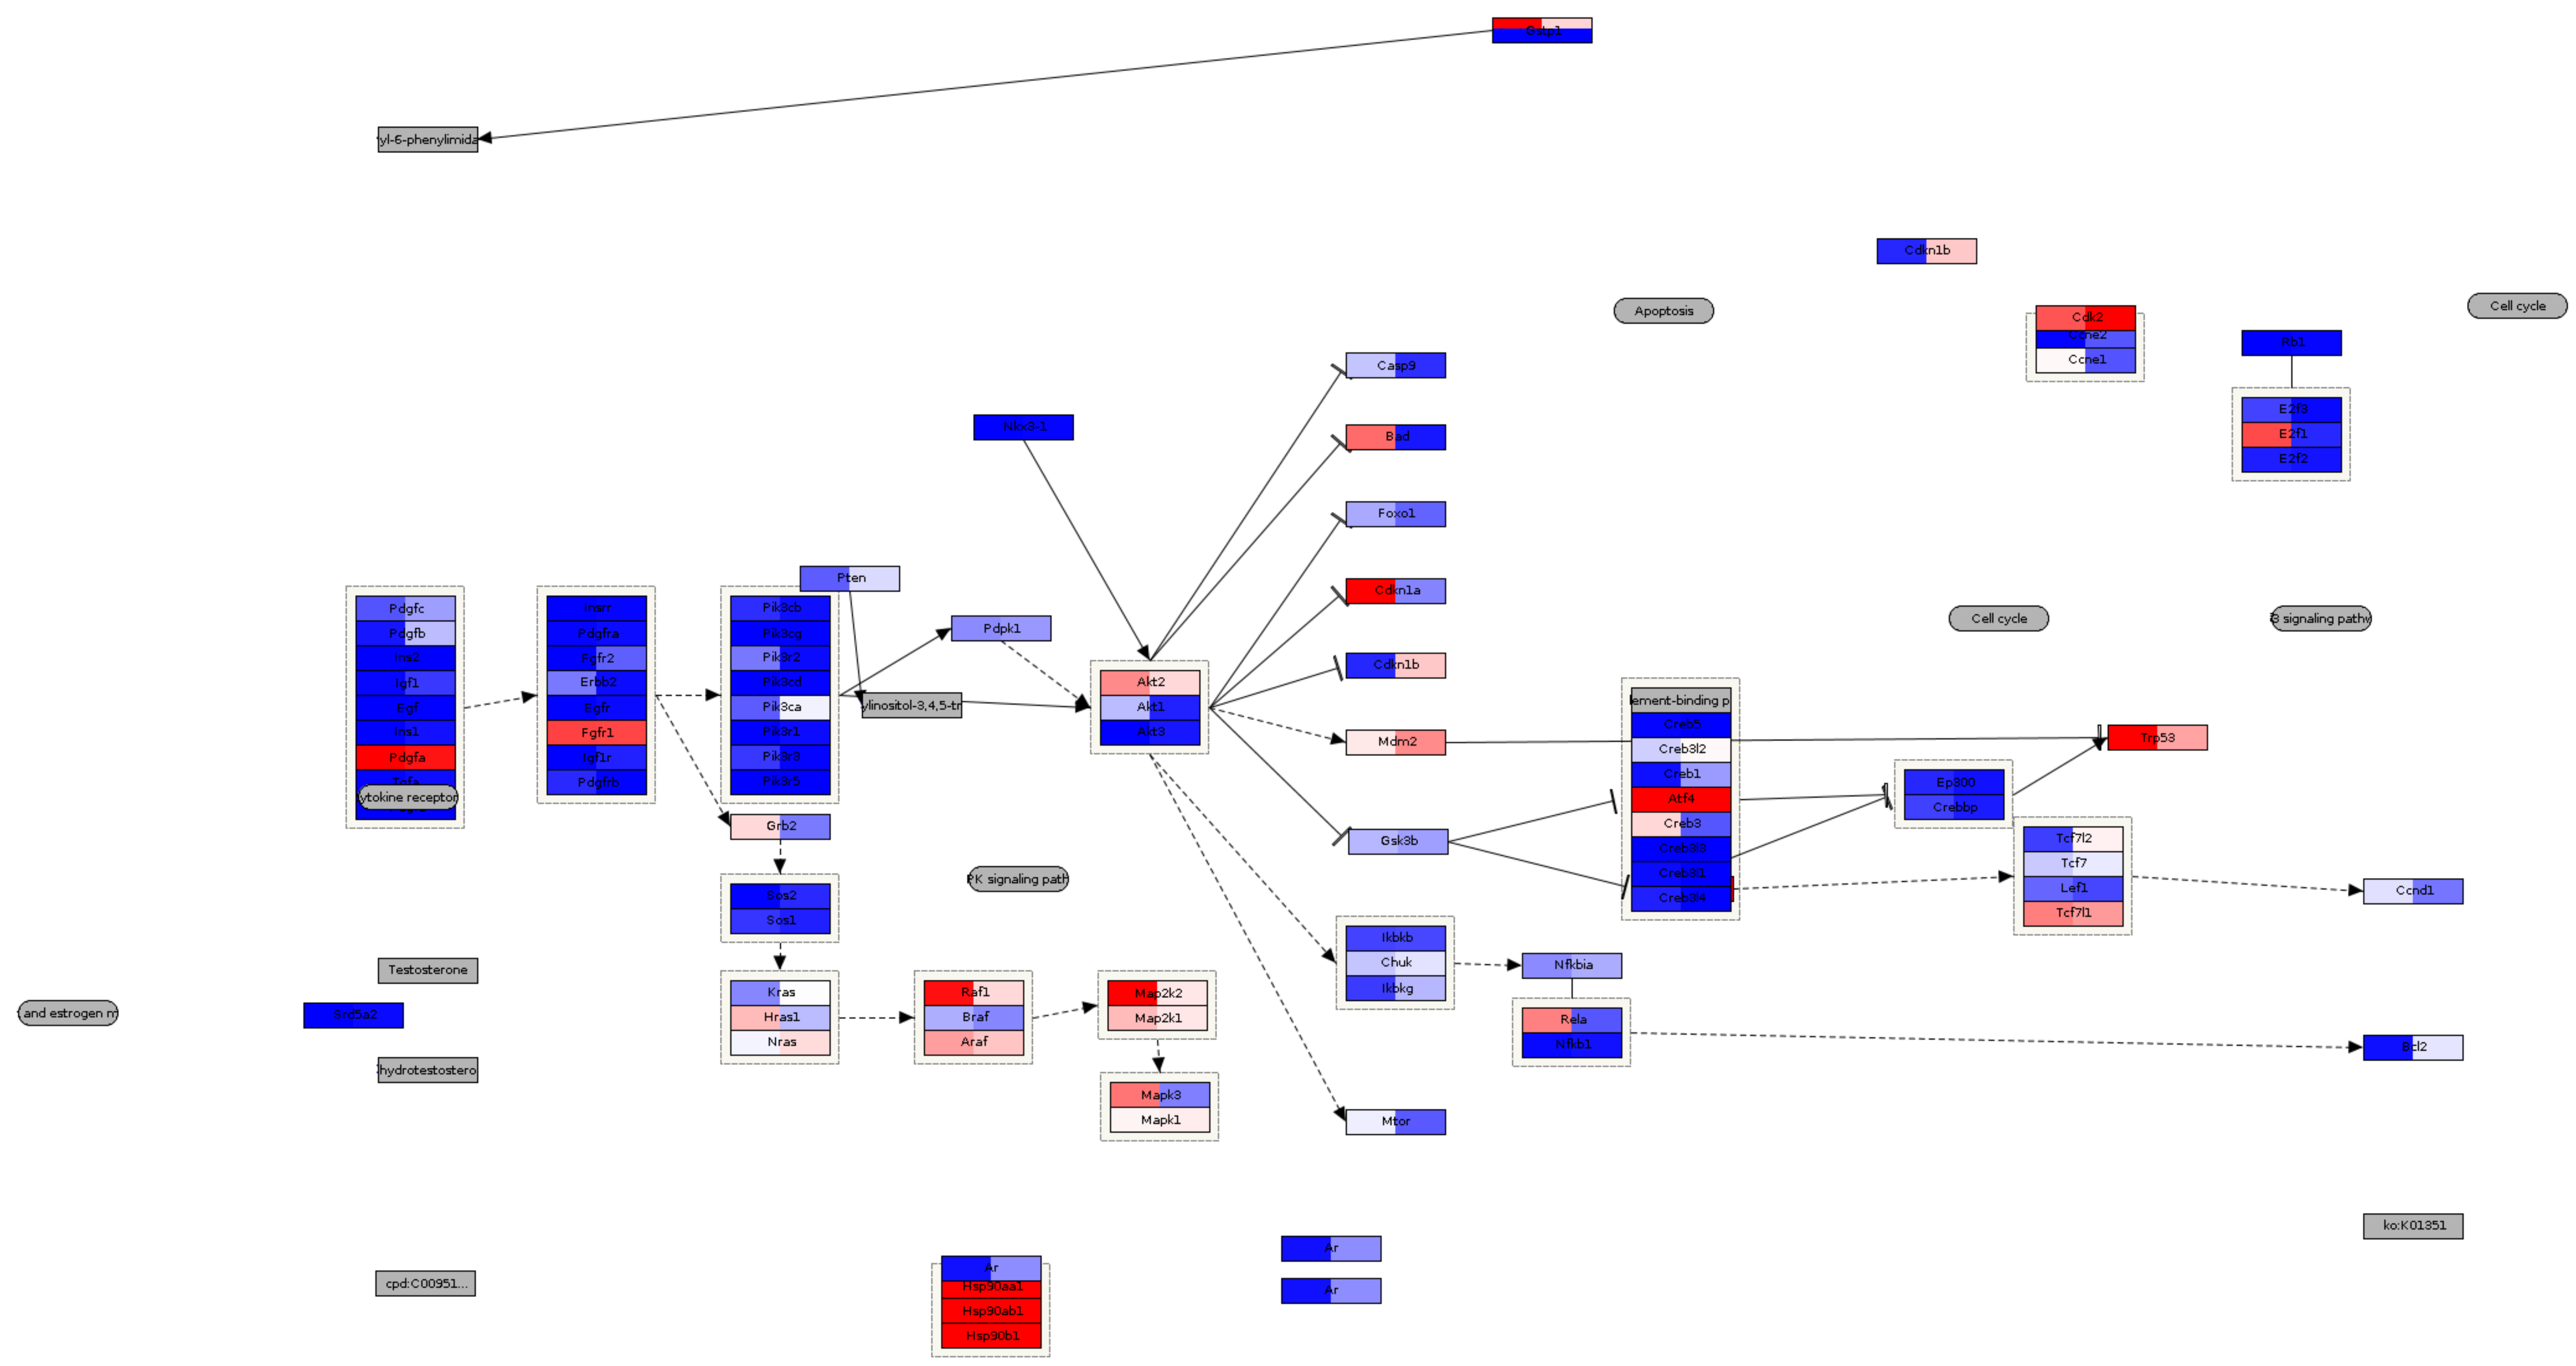 Gstp1
yl-6-phenylimida
Cdkn1b
Apoptosis
Cell cycle
Cdk2
Ccne2
Ccne1
Rb1
E2f3
E2f1
E2f2
Casp9
Bad
Nkx3-1
Foxo1
Pten
Cdkn1a
Pdpk1
Cdkn1b
Cell cycle
3 signaling pathw
Pdgfc
Pdgfb
Ins2
Igf1
Egf
Ins1
Pdgfa
Tgfa
ytokine receptor
Insrr
Pdgfra
Fgfr2
Erbb2
Egfr
Fgfr1
Igf1r
Pdgfrb
Pik3cb
Pik3cg
Pik3r2
Pik3cd
Pik3ca
Pik3r1
Pik3r3
Pik3r5
ylinositol-3,4,5-tr
Akt2
Akt1
Akt3
Mdm2
Gsk3b
lement-binding p
Creb5
Creb3l2
Creb1
Atf4
Creb3
Creb3l3
Creb3l1
Creb3l4
Trp53
Ep300
Crebbp
Tcf7l2
Tcf7
Lef1
Tcf7l1
Ccnd1
Grb2
PK signaling path
Sos2
Sos1
Ikbkb
Chuk
Ikbkg
Nfkbia
Rela
Nfkb1
Bcl2
Testosterone
and estrogen m
Srd5a2
hydrotestostero
Kras
Hras1
Nras
Raf1
Braf
Araf
Map2k2
Map2k1
Mapk3
Mapk1
Mtor
ko:K01351
cpd:C00951...
Ar
Hsp90aa1
Hsp90ab1
Hsp90b1
Ar
Ar